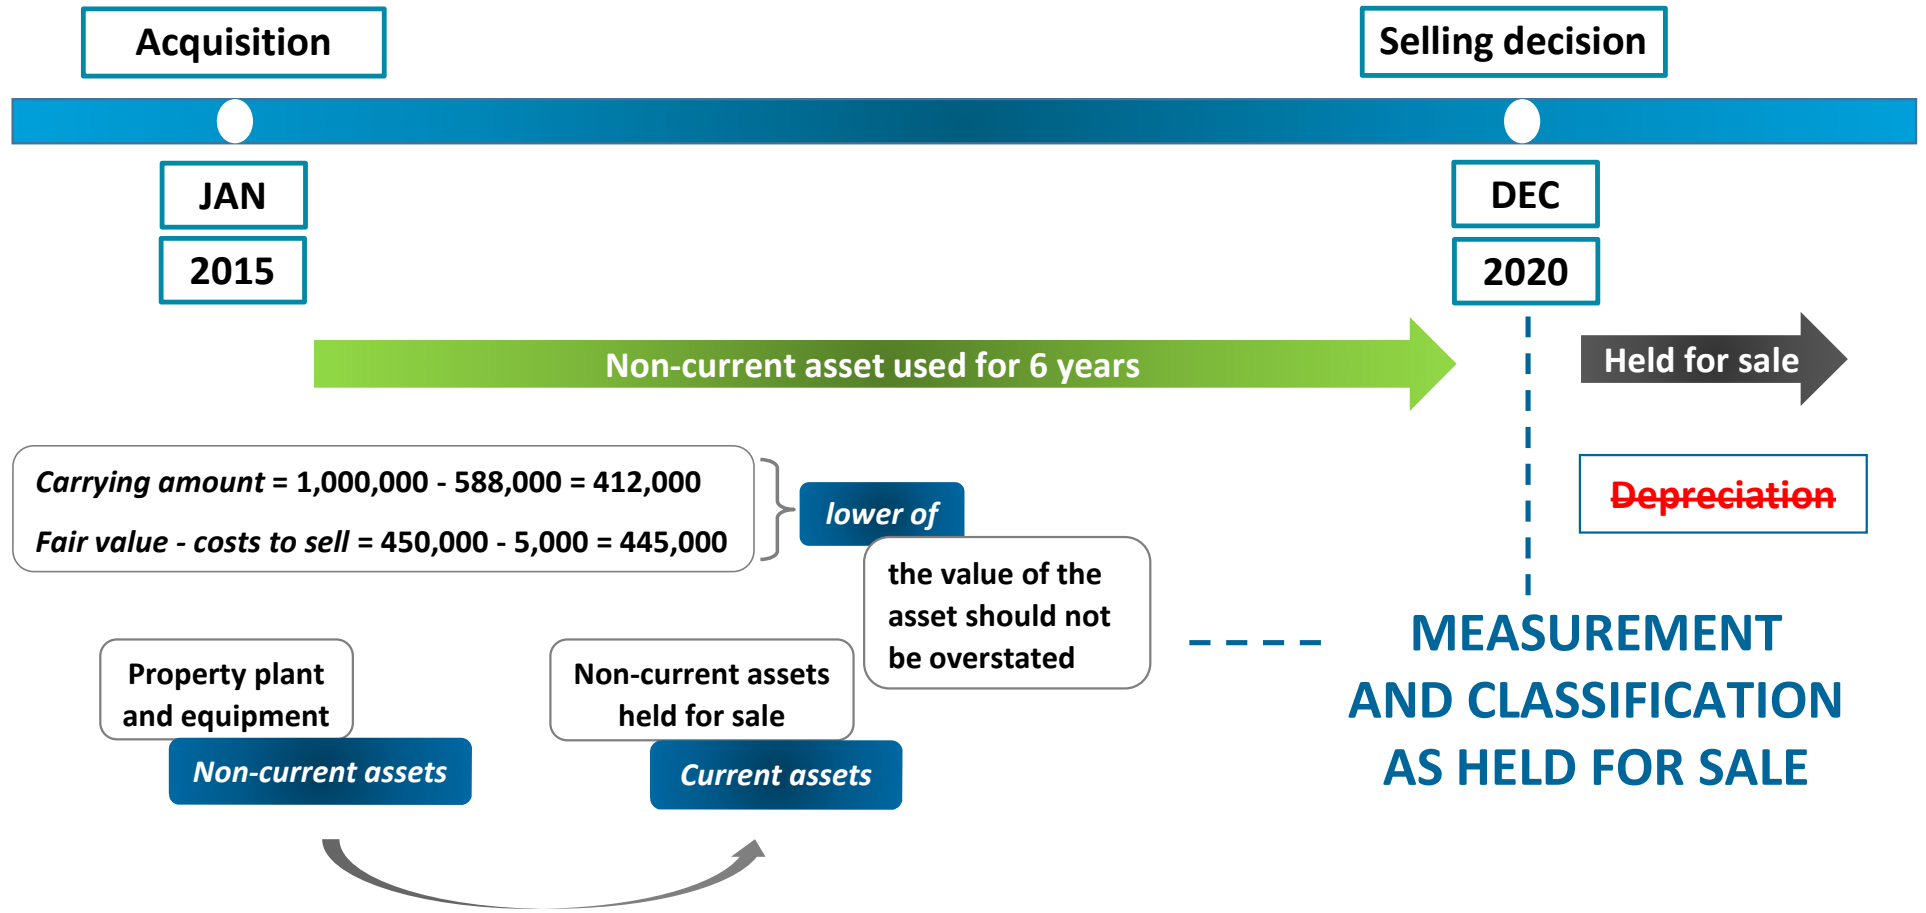 Acquisition
Selling decision
JAN
2015
DEC
2020
Non-current asset used for 6 years
Held for sale
Carrying amount = 1,000,000 - 588,000 = 412,000
Fair value - costs to sell = 450,000 - 5,000 = 445,000
lower of
Depreciation
the value of the
asset should not
be overstated
Property plant
and equipment
Non-current assets
Non-current assets
held for sale
Current assets
MEASUREMENT
AND CLASSIFICATION
AS HELD FOR SALE